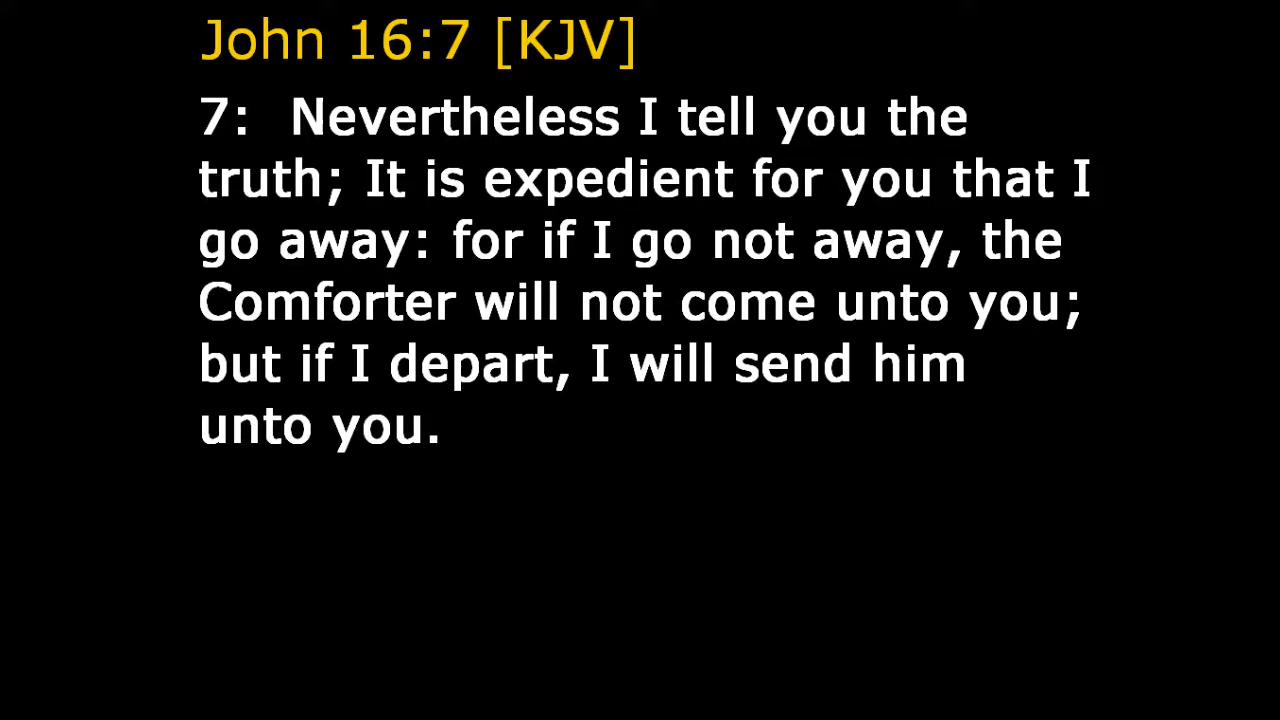 John 16:7 [KJV]
7: Nevertheless I tell you the
truth; It is expedient for you that I
go away: for if I go not away, the
Comforter will not come unto you;
but if I depart, I will send him
unto you.